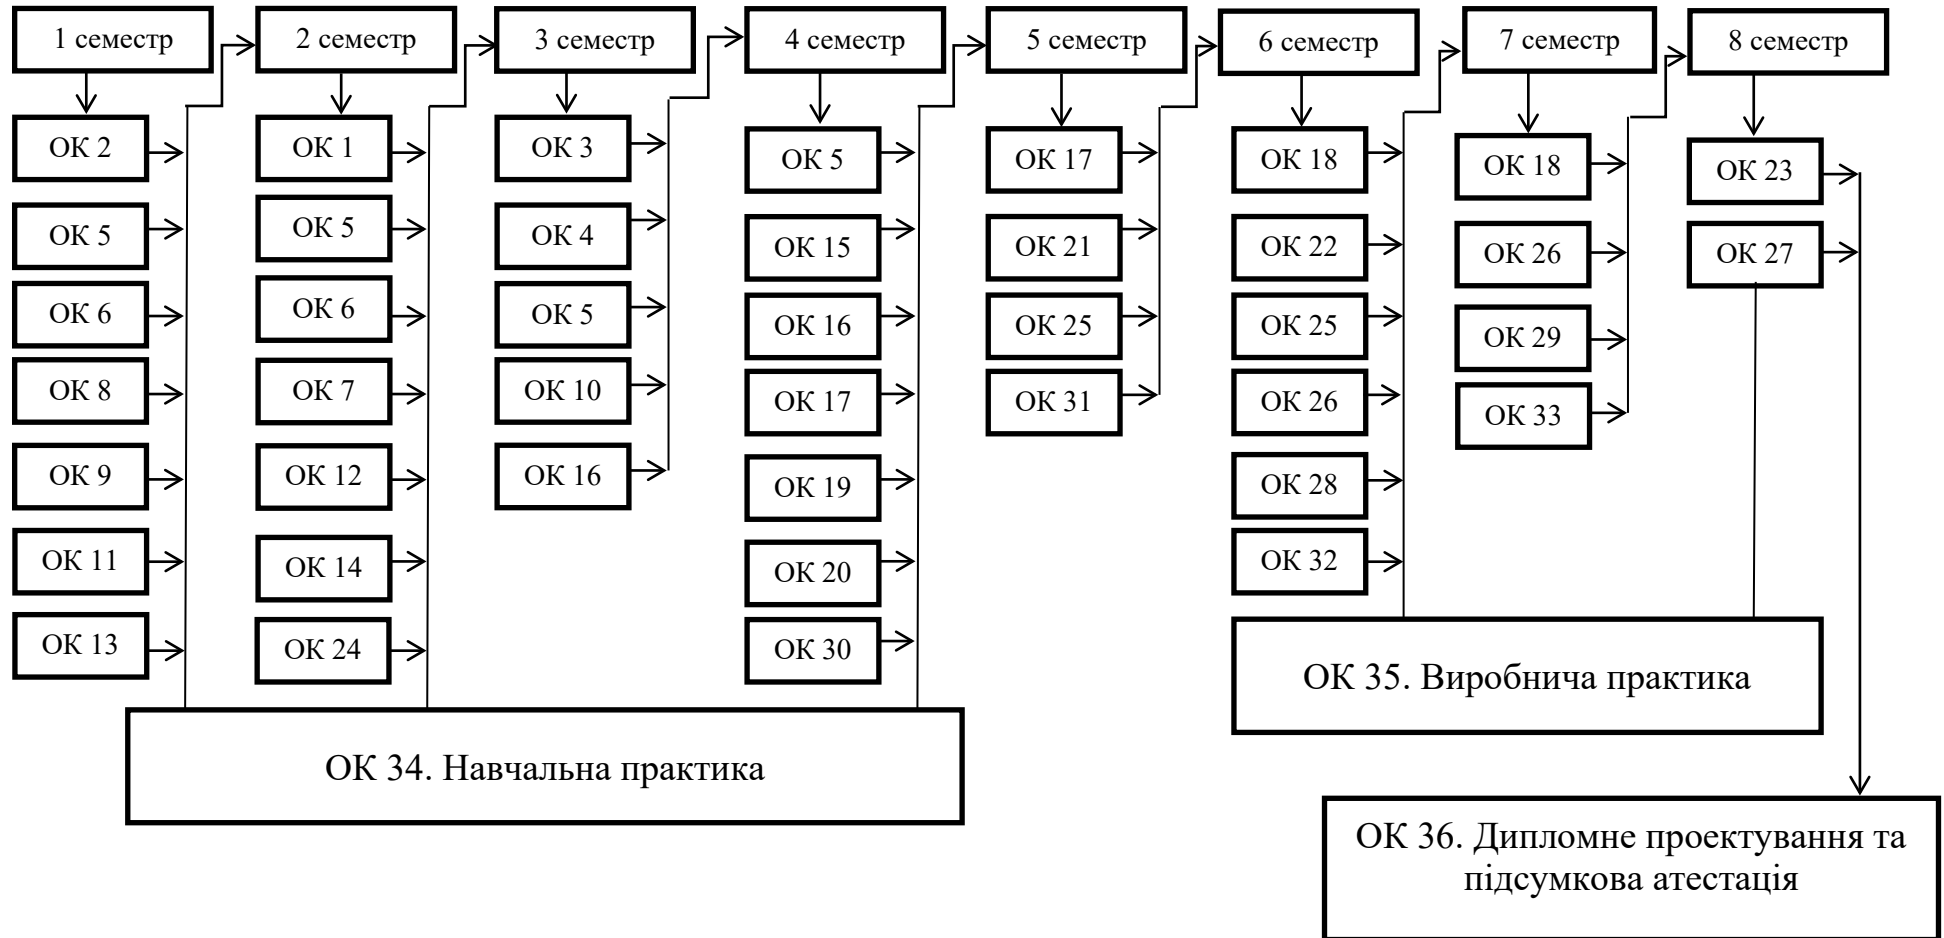 1 семестр
2 семестр
3 семестр
4 семестр
5 семестр
6 семестр
7 семестр
8 семестр
ОК 2
ОК 5
ОК 6
ОК 8
ОК 9
ОК 11
ОК 13
ОК 1
ОК 5
ОК 6
ОК 7
ОК 12
ОК 14
ОК 24
ОК 3
ОК 4
ОК 5
ОК 10
ОК 16
ОК 5
ОК 15
ОК 16
ОК 17
ОК 19
ОК 20
ОК 30
ОК 17
ОК 21
ОК 25
ОК 31
ОК 18
ОК 22
ОК 25
ОК 26
ОК 28
ОК 32
ОК 18
ОК 26
ОК 29
ОК 33
ОК 23
ОК 27
ОК 34. Навчальна практика
ОК 35. Виробнича практика
ОК 36. Дипломне проектування та
підсумкова атестація